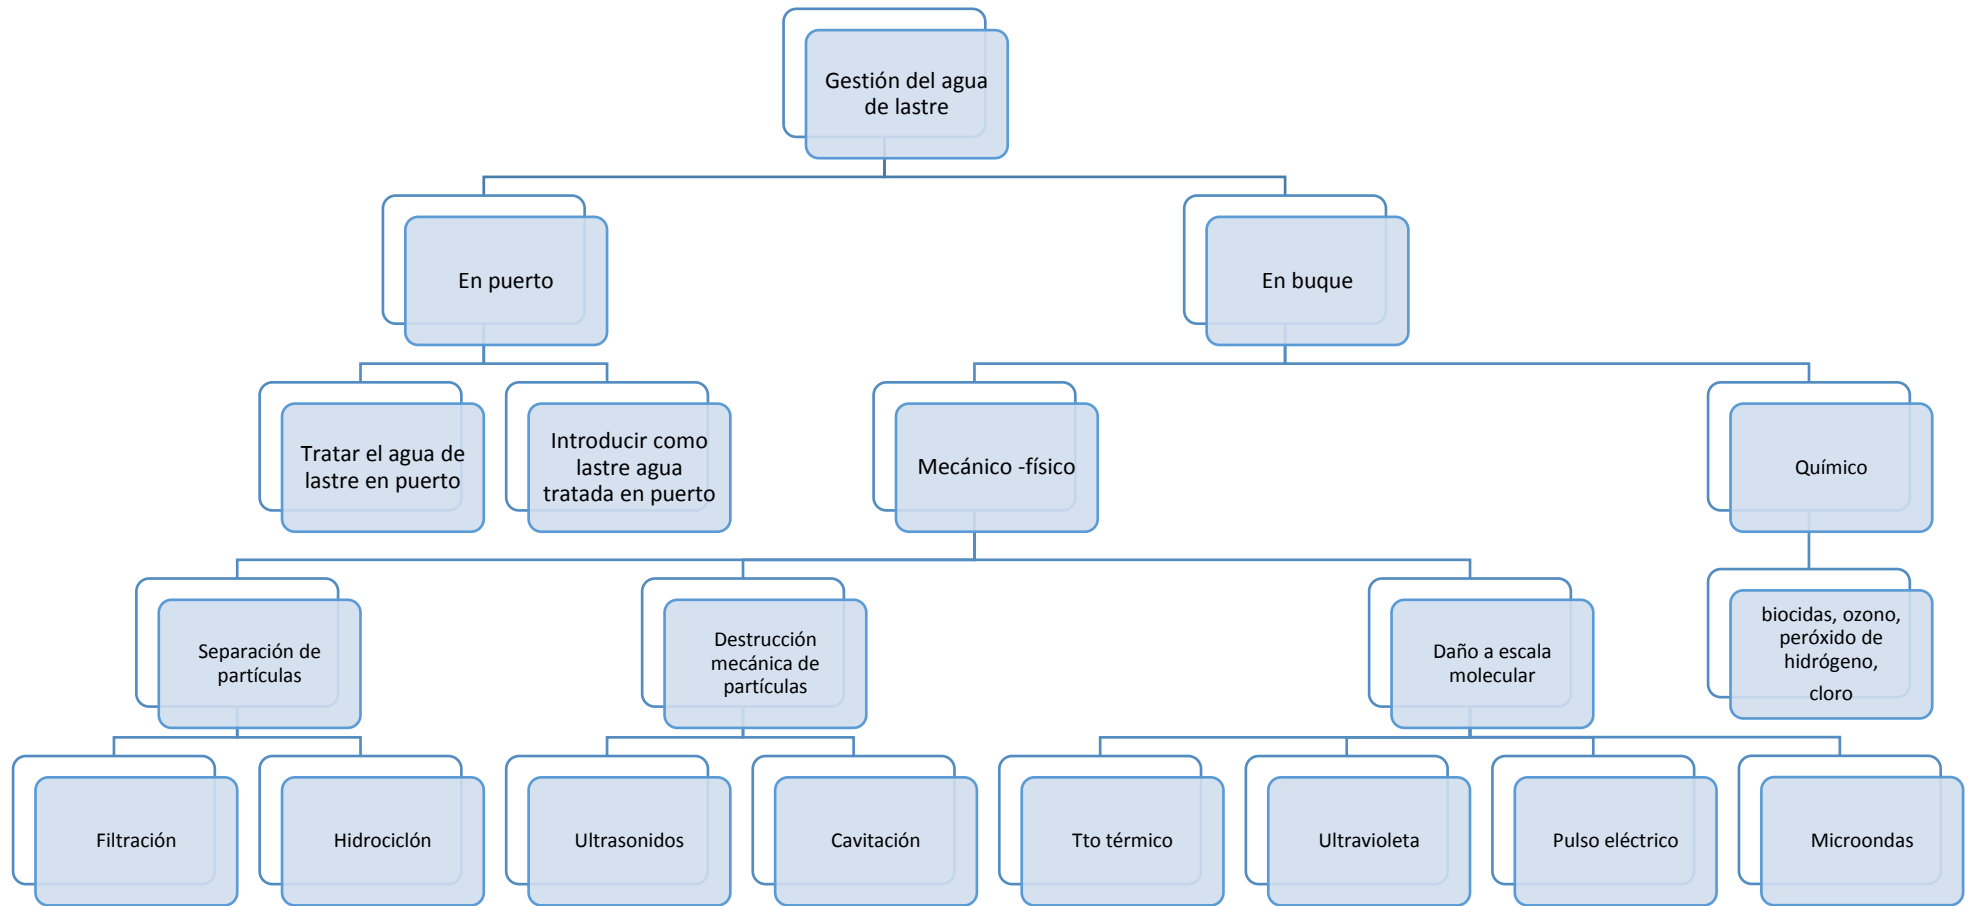 Gestión del agua
de lastre
En puerto
En buque
Tratar el agua de
lastre en puerto
Introducir como
lastre agua
tratada en puerto
Mecánico -físico
Químico
Separación de
partículas
Destrucción
mecánica de
partículas
Daño a escala
molecular
biocidas, ozono,
peróxido de
hidrógeno,
cloro
Filtración
Hidrociclón
Ultrasonidos
Cavitación
Tto térmico
Ultravioleta
Pulso eléctrico
Microondas